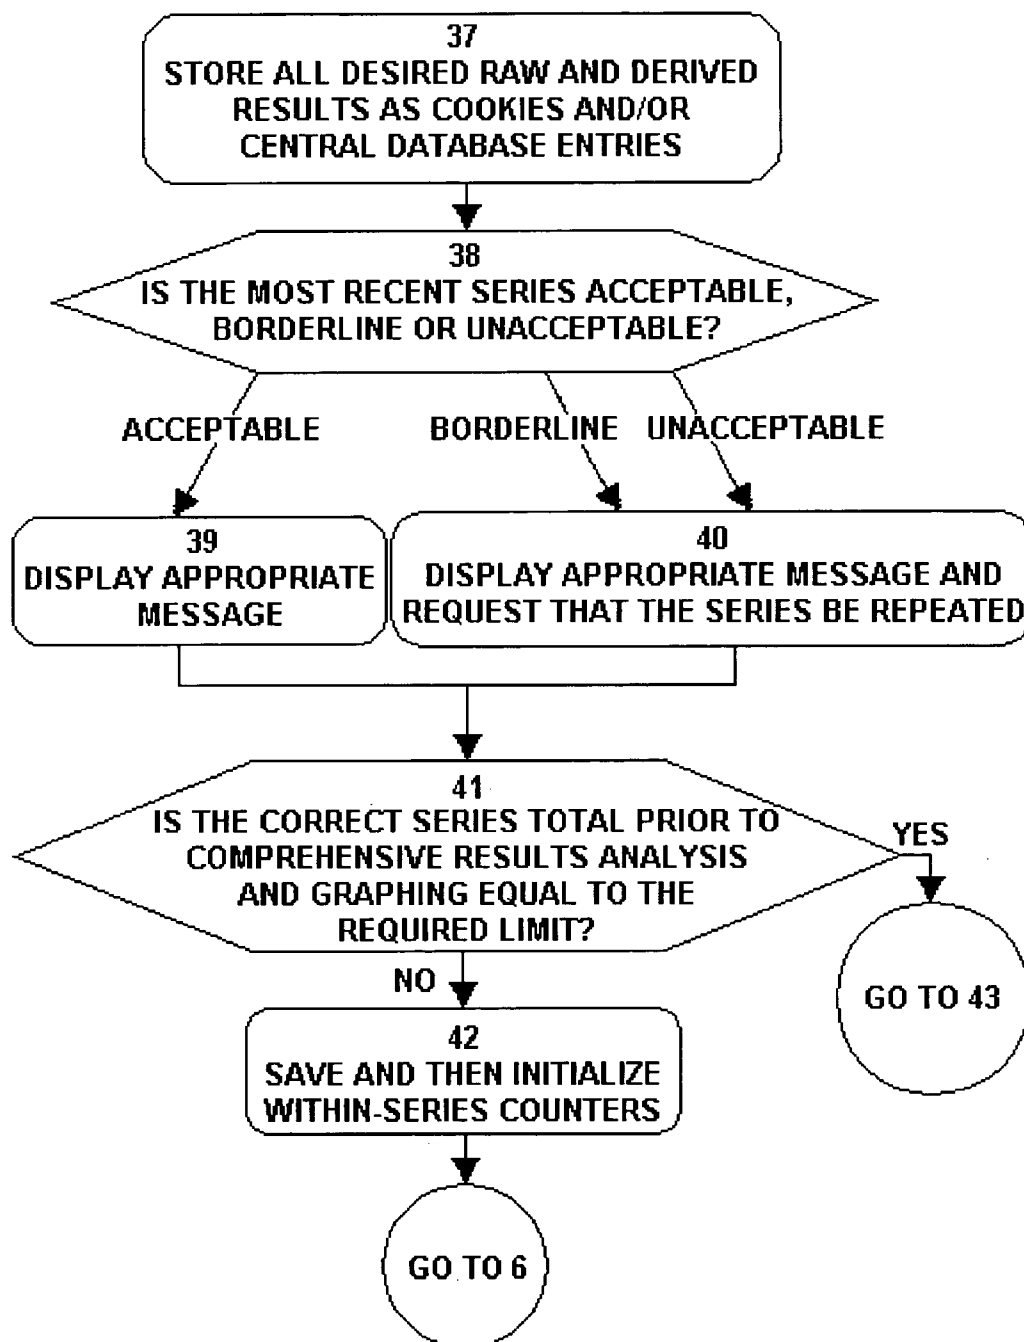 37
STORE ALL DESIRED RAW AND DERIVED
RESULTS AS COOKIES AND/OR
CENTRAL DATABASE ENTRIES
38
IS THE MOST RECENT SERIES ACCEPTABLE,
BORDERLINE OR UNACCEPTABLE?
ACCEPTABLE
BORDERLINE
UNACCEPTABLE
39
DISPLAY APPROPRIATE
MESSAGE
40
DISPLAY APPROPRIATE MESSAGE AND
REQUEST THAT THE SERIES BE REPEATED
41
IS THE CORRECT SERIES TOTAL PRIOR TO
COMPREHENSIVE RESULTS ANALYSIS
AND GRAPHING EQUAL TO THE
REQUIRED LIMIT?
YES
GO TO 43
NO
42
SAVE AND THEN INITIALIZE
WITHIN-SERIES COUNTERS
GO TO 6